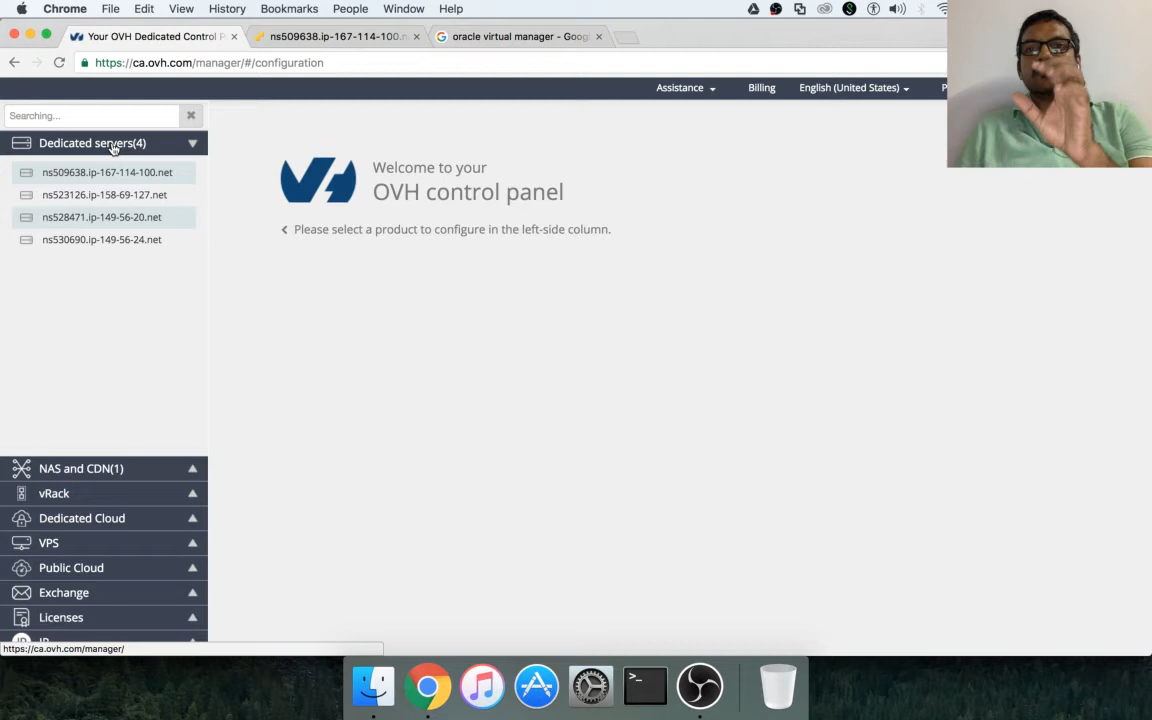 Chrome File Edit View History Bookmarks People Window Help
Your OVH Dedicated Control P
ns509638.ip-167-114-100.n
oracle virtual manager - Goog
https://ca.ovh.com/manager/#/configuration
Assistance Billing English (United States) P
Searching...
Dedicated servers(4)
ns509638.ip-167-114-100.net
ns523126.ip-158-69-127.net
ns528471.ip-149-56-20.net
ns530690.ip-149-56-24.net
Welcome to your
OVH control panel
Please select a product to configure in the left-side column.
NAS and CDN(1)
vRack
Dedicated Cloud
VPS
Public Cloud
Exchange
Licenses
IP
https://ca.ovh.com/manager/